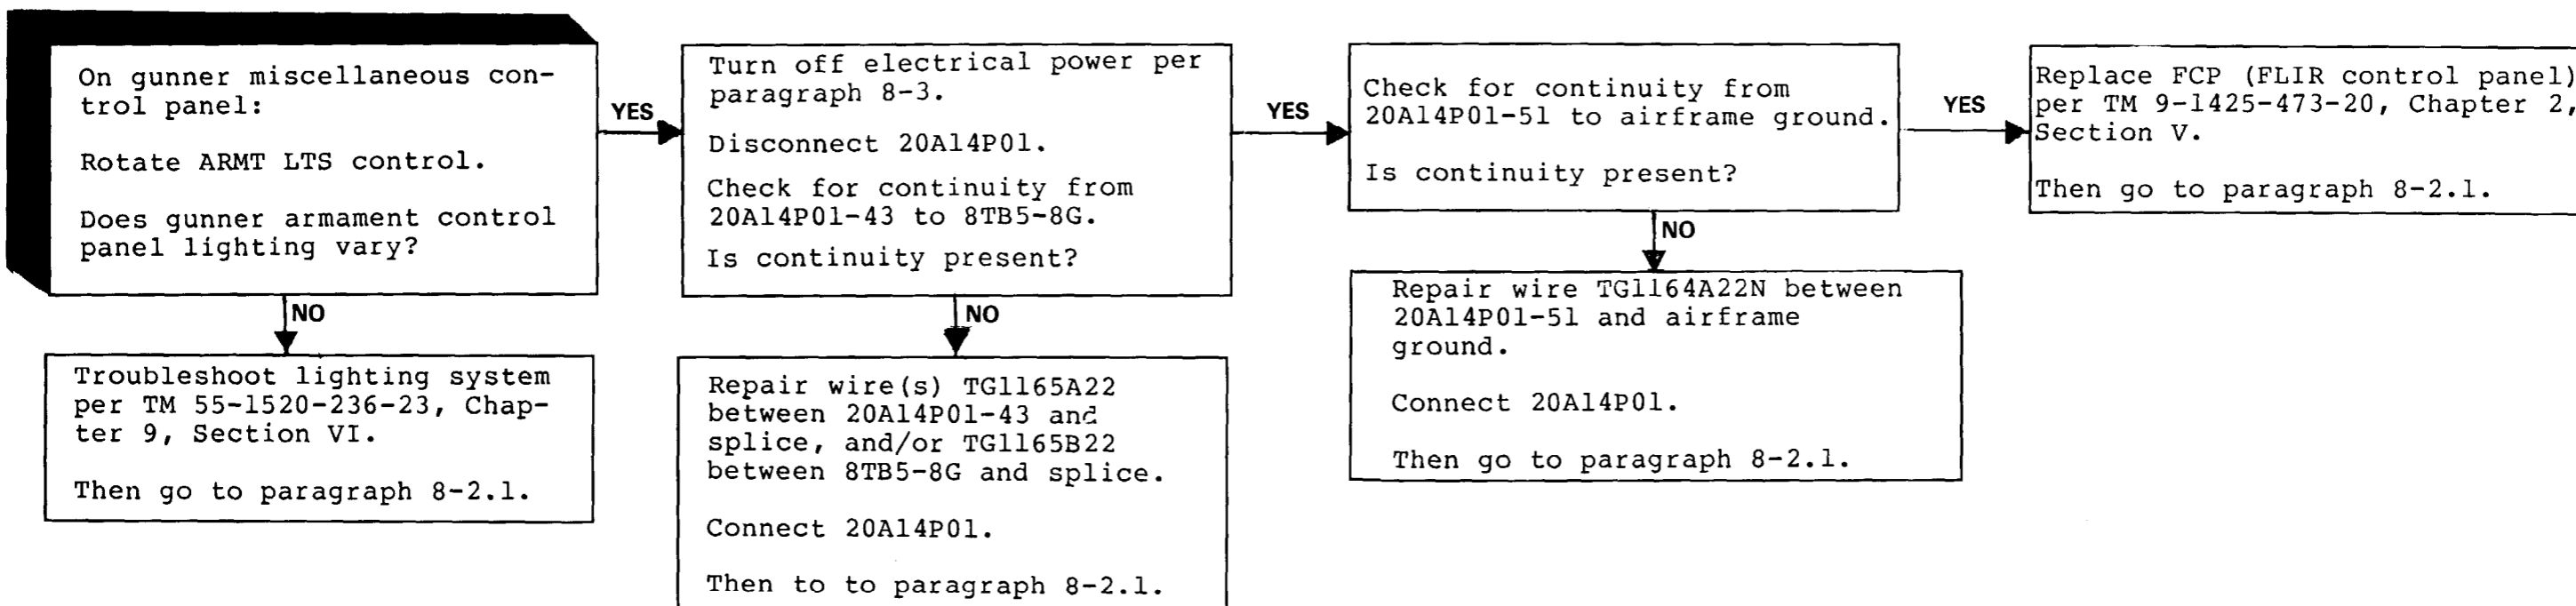 On gunner miscellaneous con-
trol panel:
Rotate ARMT LTS control.
Does gunner armament control
panel lighting vary?
YES
NO
Troubleshoot lighting system
per TM 55-1520-236-23, Chap-
ter 9, Section VI.
Then go to paragraph 8-2.1.
Turn off electrical power per
paragraph 8-3.
Disconnect 20A14P01.
Check for continuity from
20A14P01-43 to 8TB5-8G.
Is continuity present?
YES
NO
Repair wire(s) TG1165A22
between 20A14P01-43 and
splice, and/or TG1165B22
between 8TB5-8G and splice.
Connect 20A14P01.
Then to to paragraph 8-2.1.
Check for continuity from
20A14P01-51 to airframe ground.
Is continuity present?
YES
NO
Repair wire TG1164A22N between
20A14P01-51 and airframe
ground.
Connect 20A14P01.
Then go to paragraph 8-2.1.
Replace FCP (FLIR control panel)
per TM 9-1425-473-20, Chapter 2,
Section V.
Then go to paragraph 8-2.1.